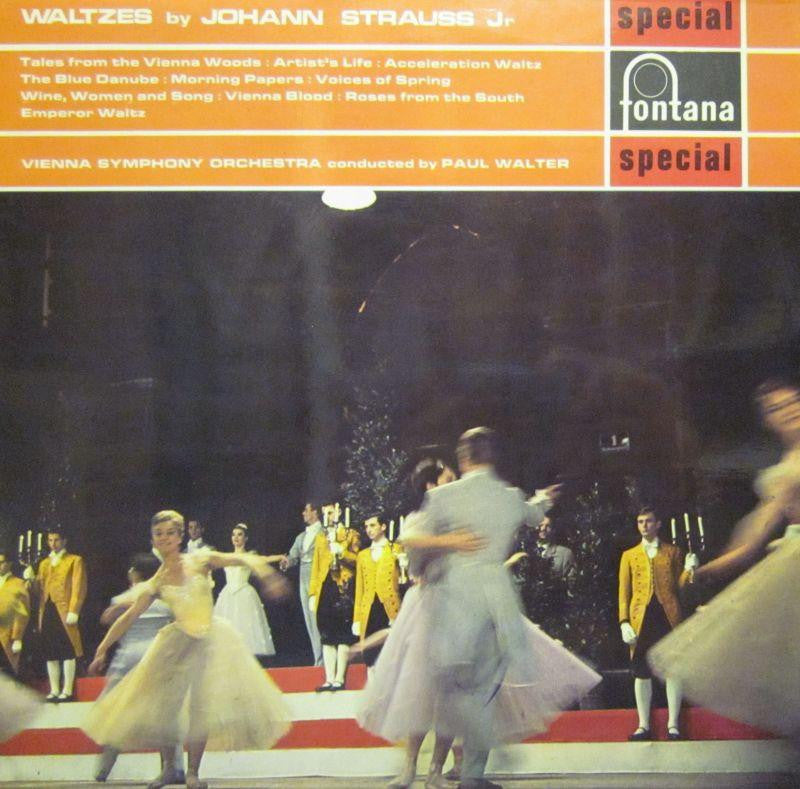 WALTZES by JOHANN STRAUSS Jr
special
Tales from the Vienna Woods : Artist's Life : Acceleration Waltz
The Blue Danube : Morning Papers : Voices of Spring
Wine, Women and Song : Vienna Blood : Roses from the South
Emperor Waltz
fontana
VIENNA SYMPHONY ORCHESTRA conducted by PAUL WALTER
special